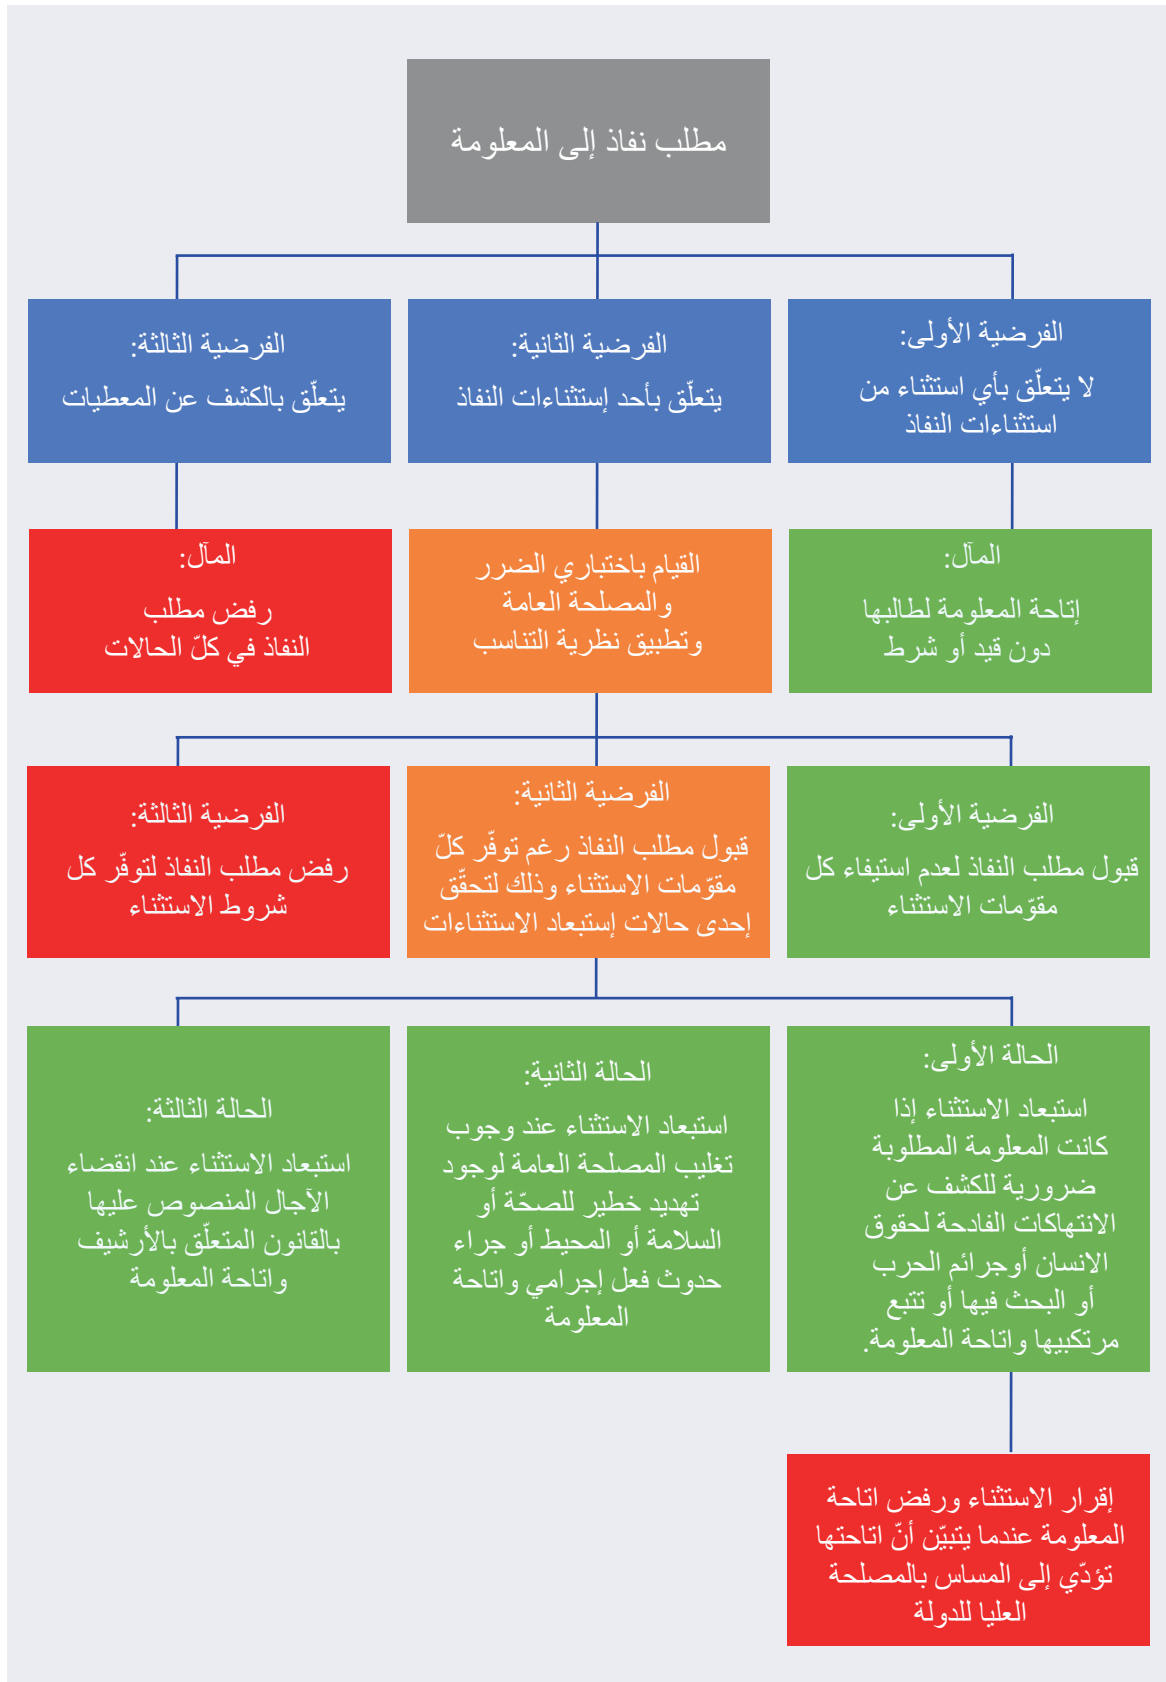 مطلب نفاذ إلى المعلومة
الفرضية الأولى:
لا يتعلّق بأي استثناء من
استثناءات النفاذ
الفرضية الثانية:
يتعلّق بأحد إستثناءات النفاذ
الفرضية الثالثة:
يتعلّق بالكشف عن المعطيات
المآل:
إتاحة المعلومة لطالبها
دون قيد أو شرط
القيام باختباري الضرر
والمصلحة العامة
وتطبيق نظرية التناسب
المآل:
رفض مطلب
النفاذ في كلّ الحالات
الفرضية الأولى:
قبول مطلب النفاذ لعدم استيفاء كل
مقوّمات الاستثناء
الفرضية الثانية:
قبول مطلب النفاذ رغم توفّر كلّ
مقوّمات الاستثناء وذلك لتحقّق
إحدى حالات إستبعاد الاستثناءات
الفرضية الثالثة:
رفض مطلب النفاذ لتوفّر كل
شروط الاستثناء
الحالة الأولى:
استبعاد الاستثناء إذا
كانت المعلومة المطلوبة
ضرورية للكشف عن
الانتهاكات الفادحة لحقوق
الانسان أوجرائم الحرب
أو البحث فيها أو تتبع
مرتكبيها واتاحة المعلومة.
الحالة الثانية:
استبعاد الاستثناء عند وجوب
تغليب المصلحة العامة لوجود
تهديد خطير للصحّة أو
السلامة أو المحيط أو جراء
حدوث فعل إجرامي واتاحة
المعلومة
الحالة الثالثة:
استبعاد الاستثناء عند انقضاء
الآجال المنصوص عليها
بالقانون المتعلّق بالأرشيف
واتاحة المعلومة
إقرار الاستثناء ورفض اتاحة
المعلومة عندما يتبيّن أنّ اتاحتها
تؤدّي إلى المساس بالمصلحة
العليا للدولة